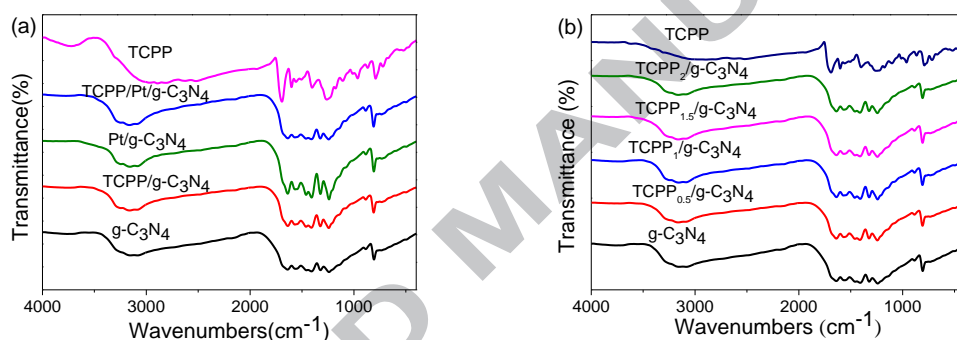 (a)
TCPP
TCPP/Pt/g-C3N4
Pt/g-C3N4
TCPP/g-C3N4
g-C3N4
Transmittance(%)
4000 3000 2000 1000
Wavenumbers(cm-1)
(b)
TCPP
TCPP2/g-C3N4
TCPP1.5/g-C3N4
TCPP1/g-C3N4
TCPP0.5/g-C3N4
g-C3N4
Transmittance (%)
4000 3000 2000 1000
Wavenumbers (cm-1)
D MANU